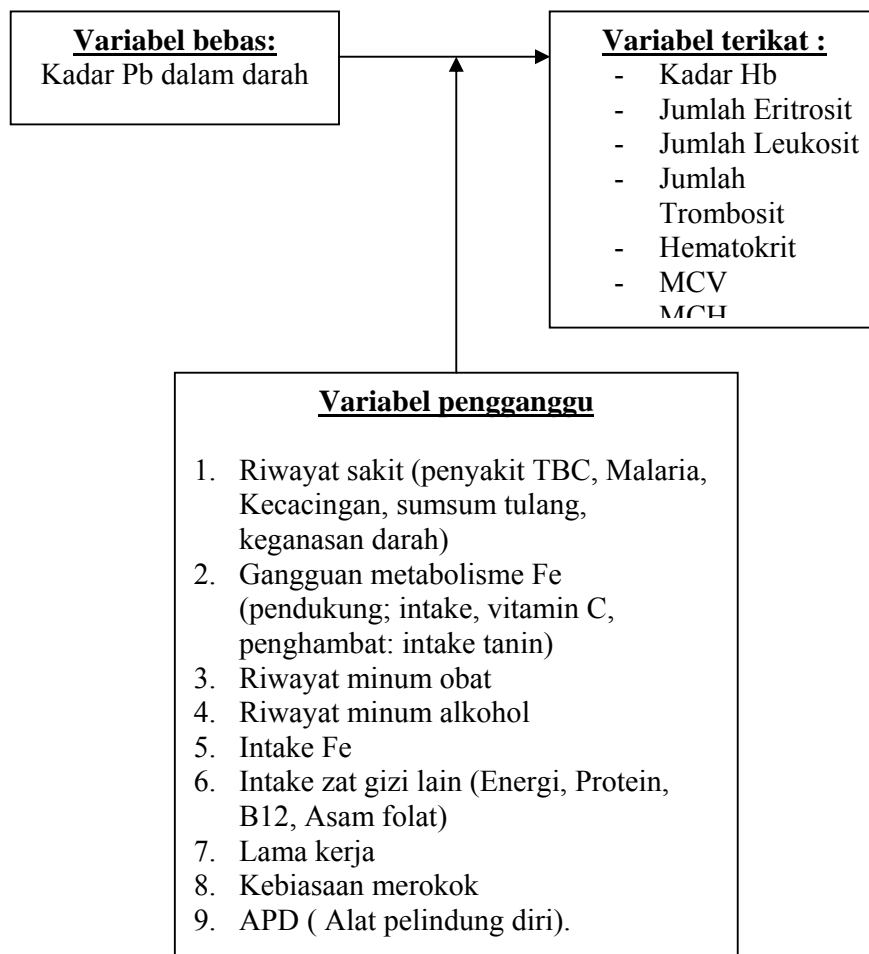 Variabel bebas:
Kadar Pb dalam darah
Variabel terikat :
- Kadar Hb
- Jumlah Eritrosit
- Jumlah Leukosit
- Jumlah
Trombosit
- Hematokrit
- MCV
MCH
Variabel pengganggu
1. Riwayat sakit (penyakit TBC, Malaria,
Kecacingan, sumsum tulang,
keganasan darah)
2. Gangguan metabolisme Fe
(pendukung; intake, vitamin C,
penghambat: intake tanin)
3. Riwayat minum obat
4. Riwayat minum alkohol
5. Intake Fe
6. Intake zat gizi lain (Energi, Protein,
B12, Asam folat)
7. Lama kerja
8. Kebiasaan merokok
9. APD ( Alat pelindung diri).